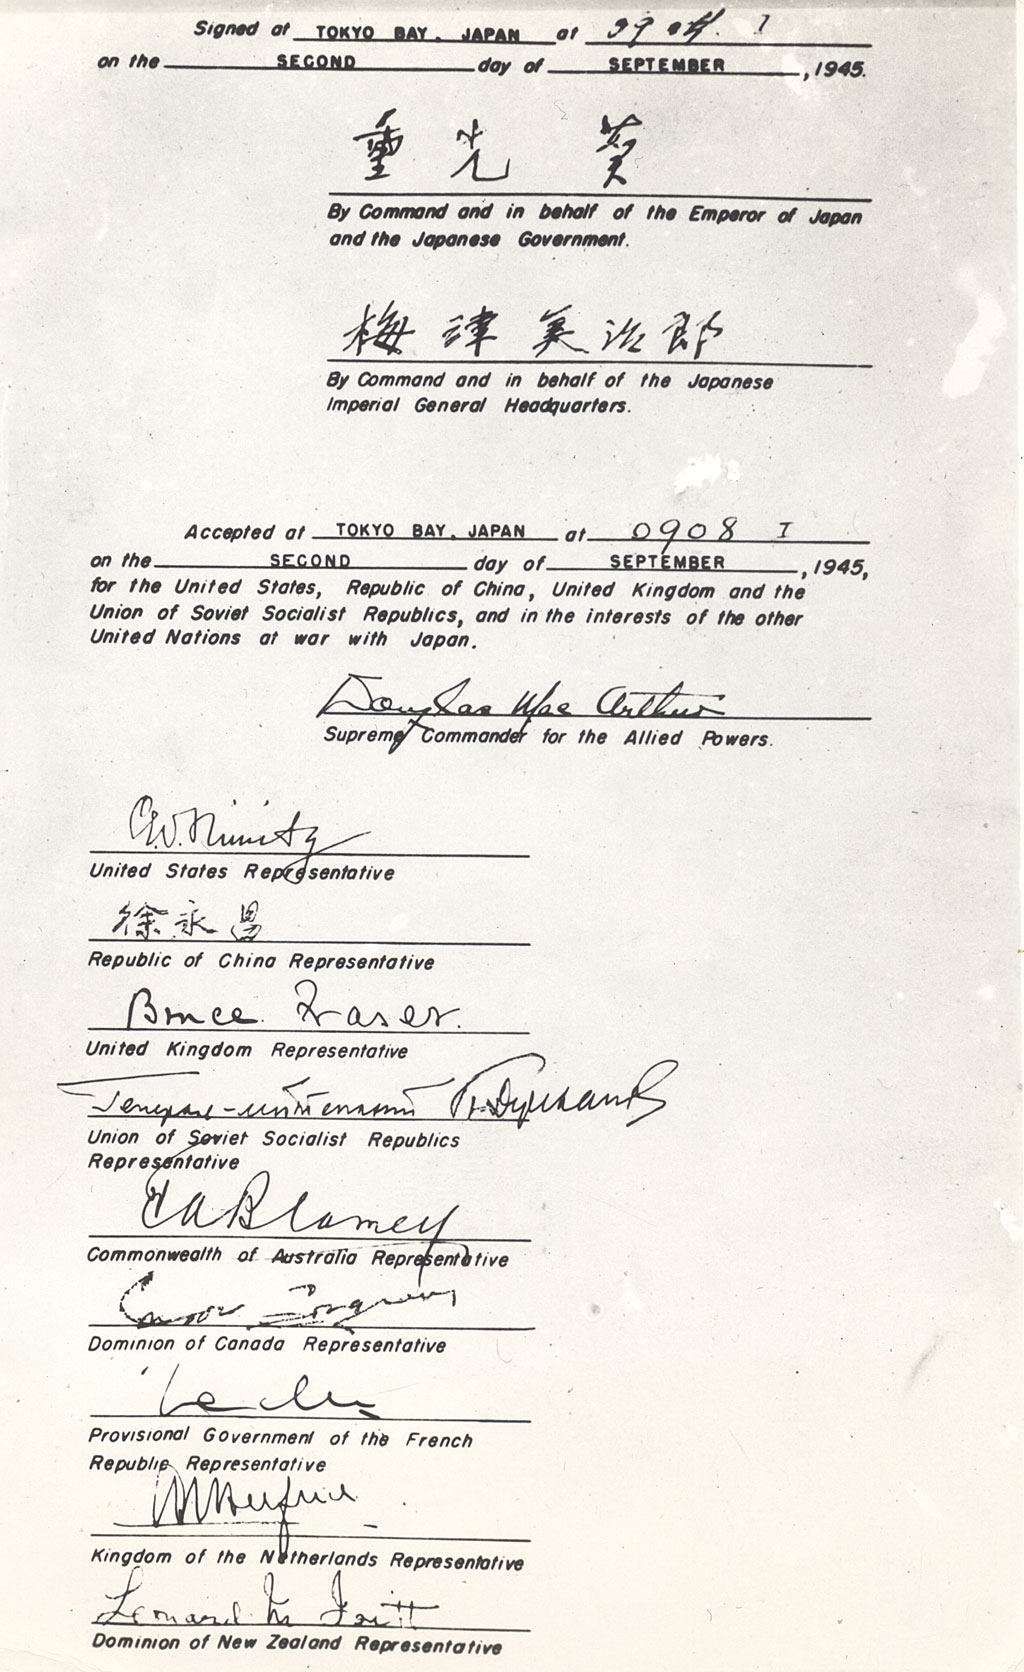 Signed at TOKYO BAY, JAPAN at I
on the SECOND day of SEPTEMBER, 1945.
重光 葵
By Command and in behalf of the Emperor of Japan
and the Japanese Government.
梅津美治郎
By Command and in behalf of the Japanese
Imperial General Headquarters.
Accepted at TOKYO BAY, JAPAN at 0908 I
on the SECOND day of SEPTEMBER, 1945,
for the United States, Republic of China, United Kingdom and the
Union of Soviet Socialist Republics, and in the interests of the other
United Nations at war with Japan.
Douglas MacArthur
Supreme Commander for the Allied Powers.
C.W. Nimitz
United States Representative
徐永昌
Republic of China Representative
Bruce Fraser.
United Kingdom Representative
Генерал-лейтенант
Union of Soviet Socialist Republics
Representative
T A Blamey
Commonwealth of Australia Representative
Dominion of Canada Representative
Provisional Government of the French
Republic Representative
Kingdom of the Netherlands Representative
Leonard M Isitt
Dominion of New Zealand Representative